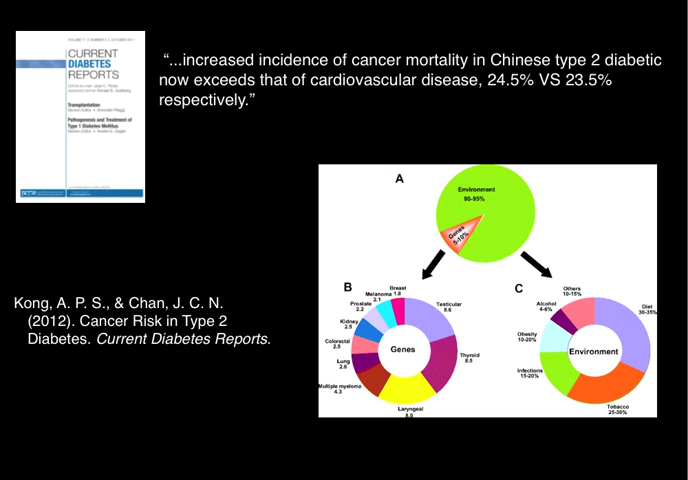 CURRENT
DIABETES
REPORTS
Transplantation
Pathogenesis and Treatment of
Type 1 Diabetes Mellitus
“...increased incidence of cancer mortality in Chinese type 2 diabetic
now exceeds that of cardiovascular disease, 24.5% VS 23.5%
respectively.”
Kong, A. P. S., & Chan, J. C. N.
(2012). Cancer Risk in Type 2
Diabetes. Current Diabetes Reports.
A
Environment
90-95%
Genes
5-10%
B
Breast
1.8
Melanoma
2.1
Prostate
2.2
Kidney
2.5
Colorectal
2.5
Lung
2.6
Multiple myeloma
4.3
Laryngeal
8.0
Thyroid
8.5
Testicular
8.6
Genes
C
Others
10-15%
Alcohol
4-6%
Obesity
10-20%
Infections
15-20%
Tobacco
25-30%
Diet
30-35%
Environment